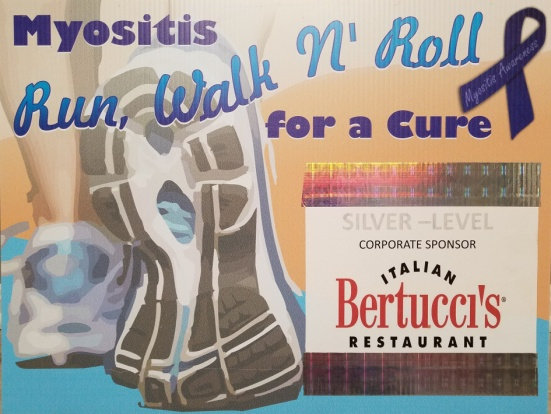 Myositis
Run, Walk N' Roll
for a Cure
Myositis Awareness
SILVER –LEVEL
CORPORATE SPONSOR
ITALIAN
Bertucci's®
RESTAURANT